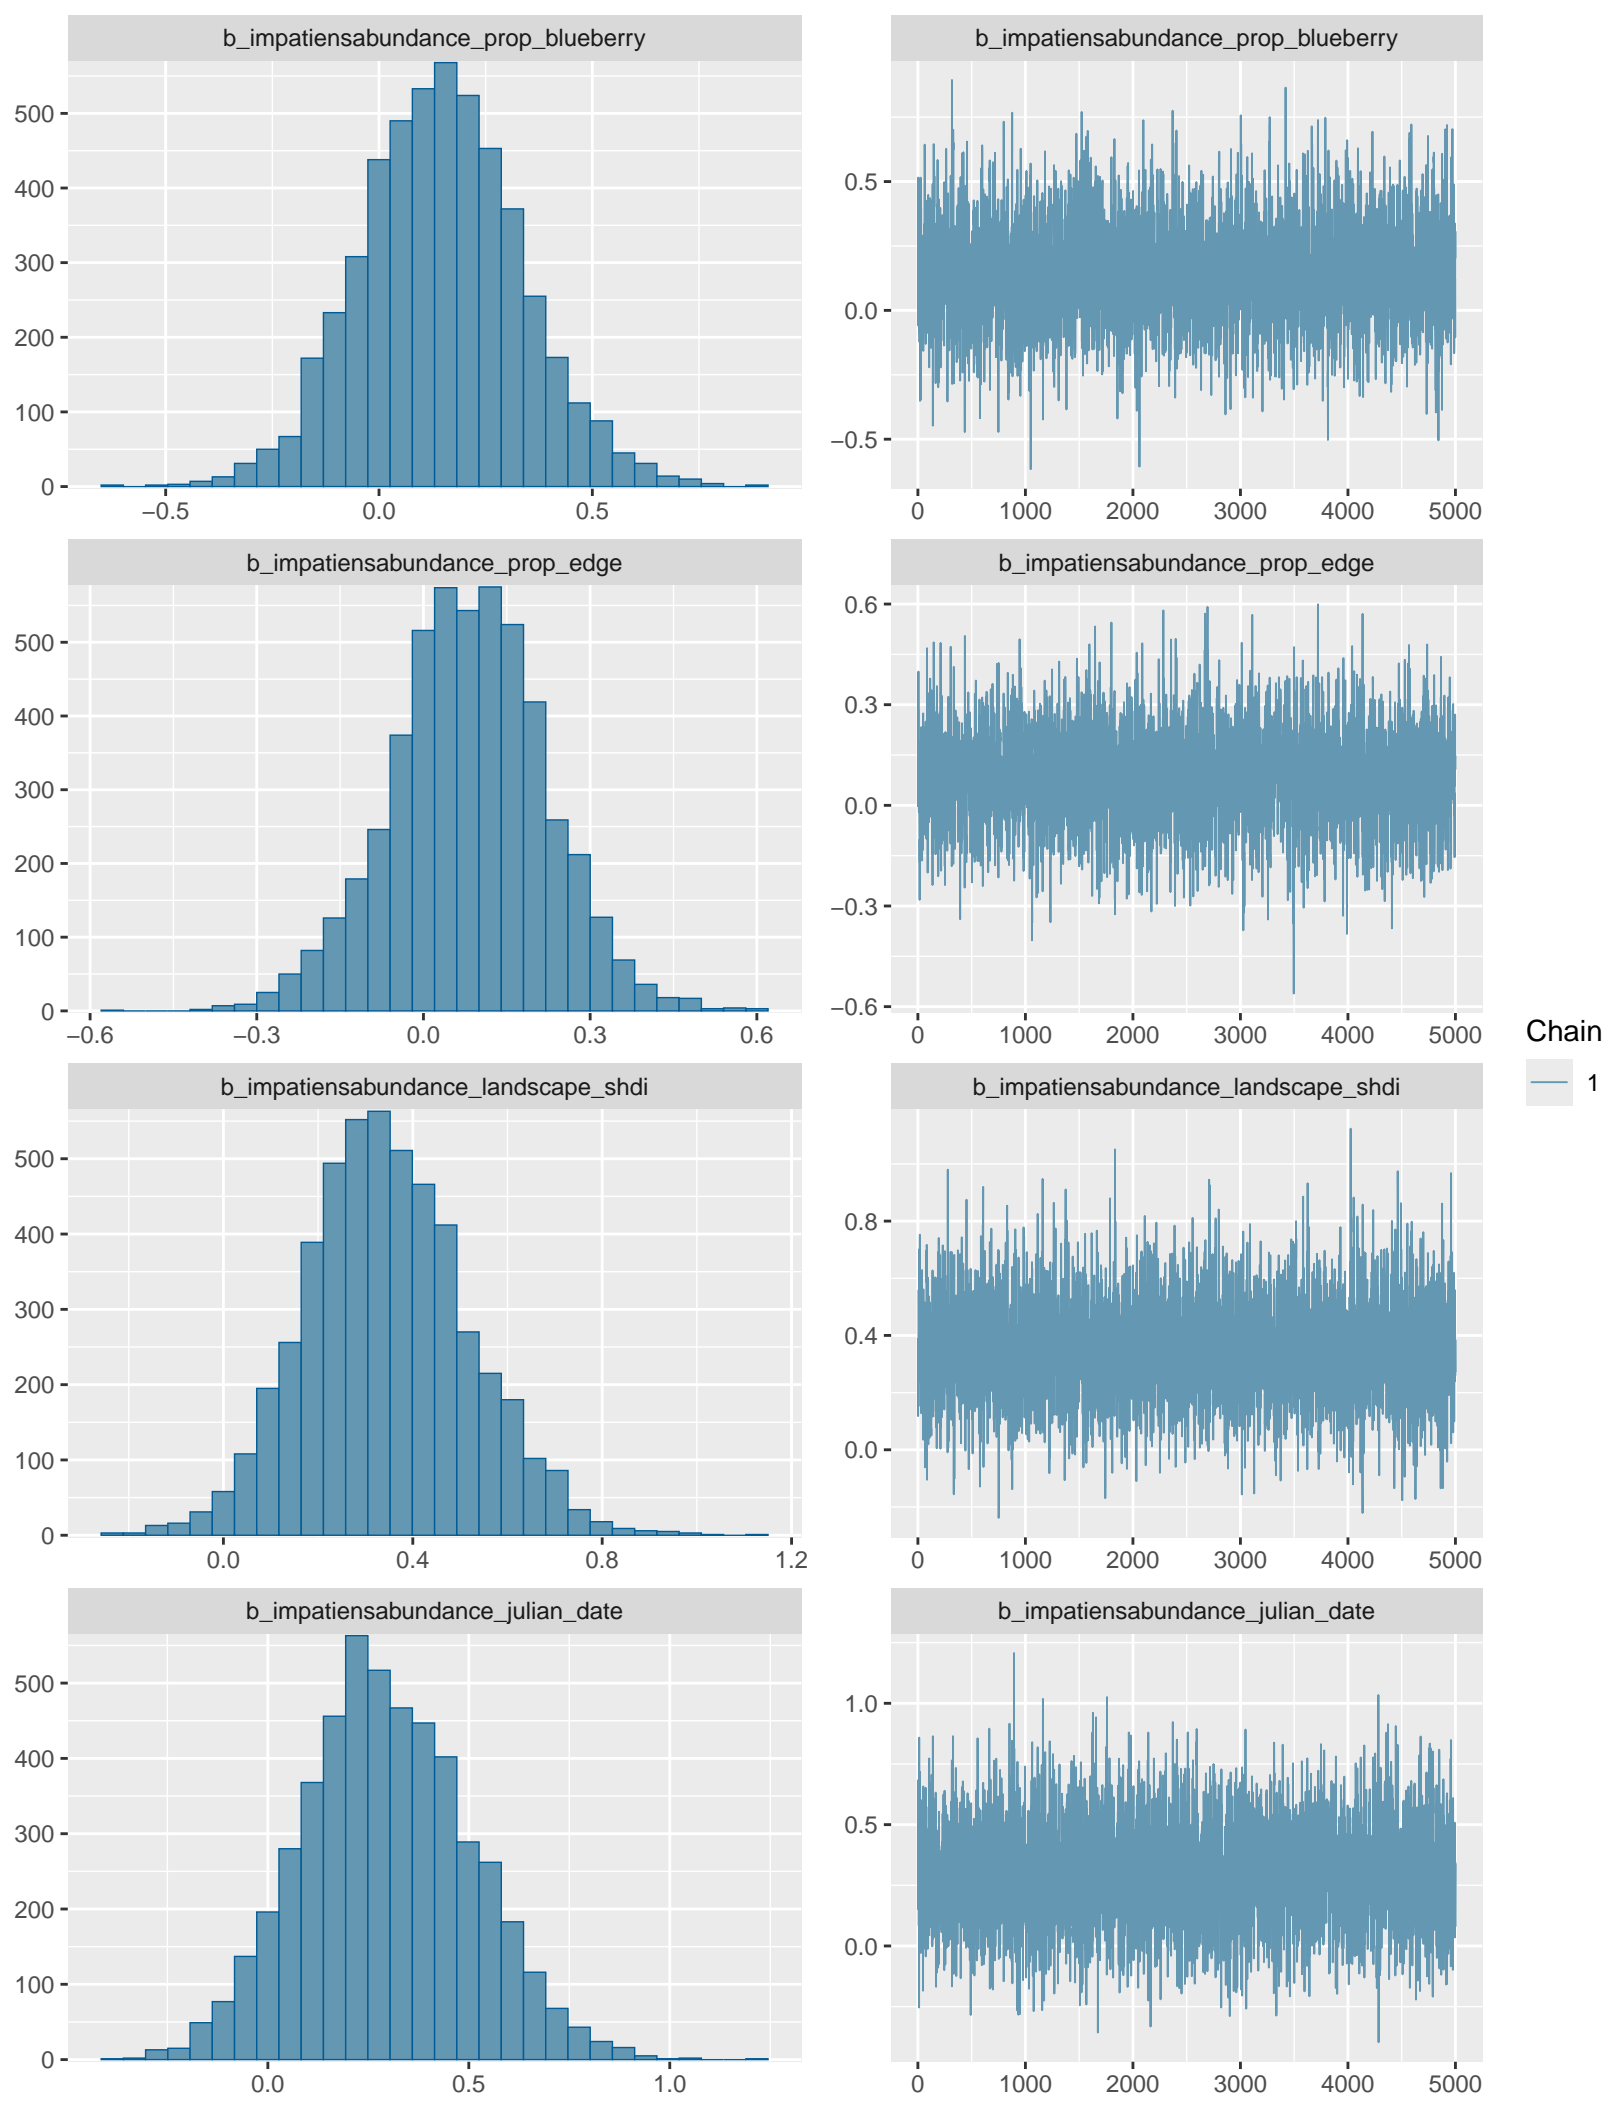 b_impatiensabundance_prop_blueberry
b_impatiensabundance_prop_blueberry
500
400
300
200
100
0
−0.5 0.0 0.5
0.5
0.0
−0.5
0 1000 2000 3000 4000 5000
b_impatiensabundance_prop_edge
b_impatiensabundance_prop_edge
500
400
300
200
100
0
−0.6 −0.3 0.0 0.3 0.6
0.6
0.3
0.0
−0.3
−0.6
0 1000 2000 3000 4000 5000
b_impatiensabundance_landscape_shdi
b_impatiensabundance_landscape_shdi
500
400
300
200
100
0
0.0 0.4 0.8 1.2
0.8
0.4
0.0
0 1000 2000 3000 4000 5000
b_impatiensabundance_julian_date
b_impatiensabundance_julian_date
500
400
300
200
100
0
0.0 0.5 1.0
1.0
0.5
0.0
0 1000 2000 3000 4000 5000
Chain
1